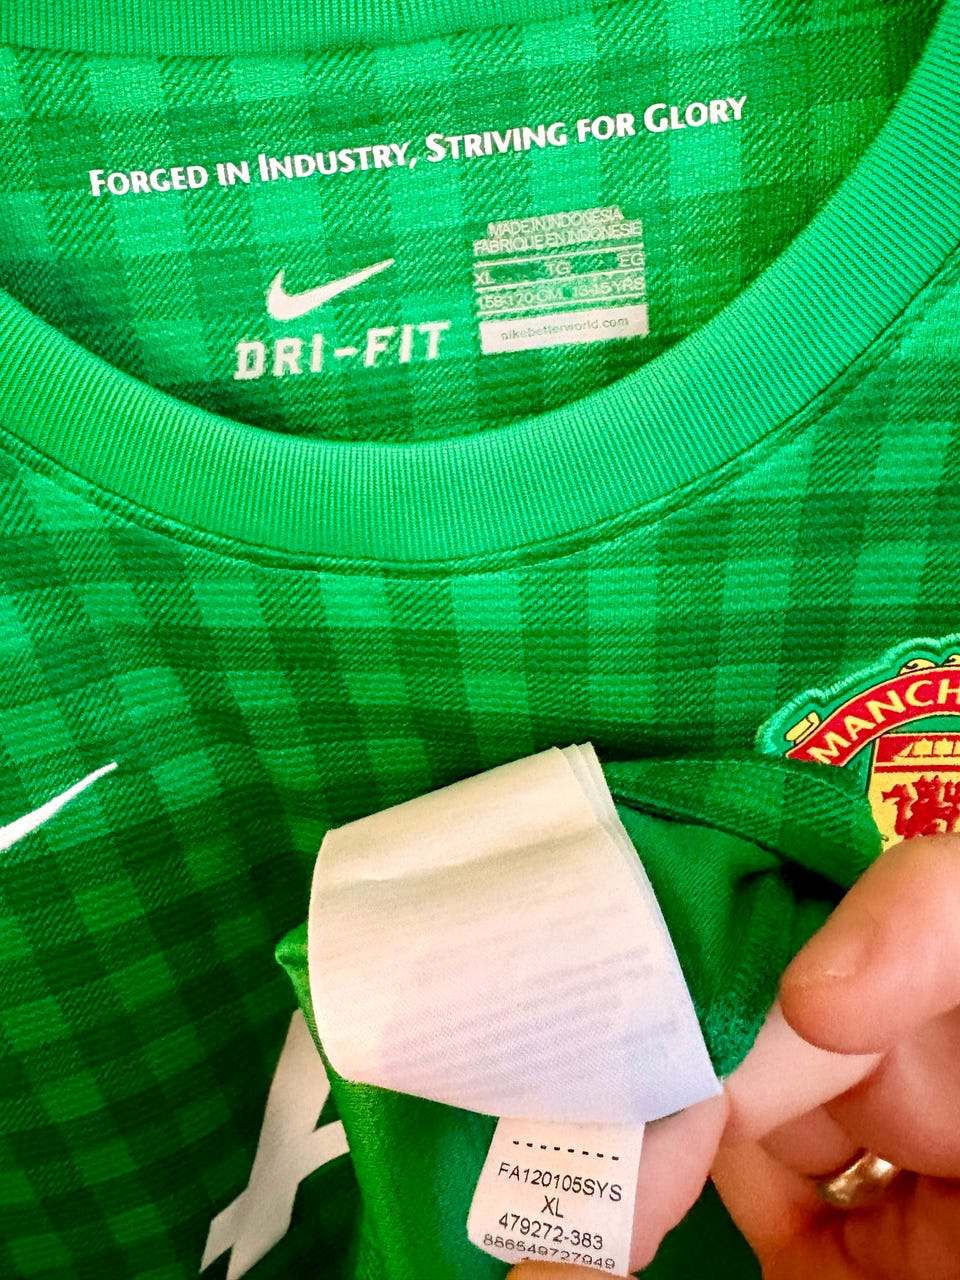 FORGED IN INDUSTRY, STRIVING FOR GLORY
MADE IN INDONESIA
FABRIQUE EN INDONESIE
XL TG EG
158-170 CM 13-15 YRS
nikebetterworld.com
DRI-FIT
MANCH
FA120105SYS
XL
479272-383
886549727949